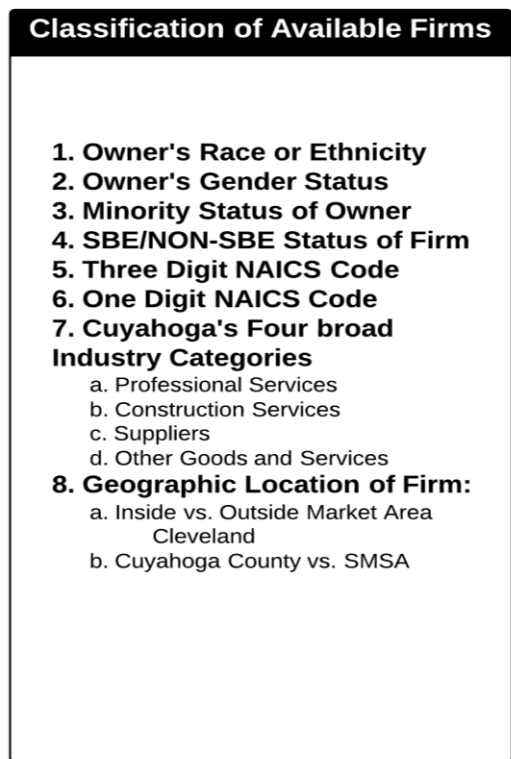 Classification of Available Firms
1. Owner's Race or Ethnicity
2. Owner's Gender Status
3. Minority Status of Owner
4. SBE/NON-SBE Status of Firm
5. Three Digit NAICS Code
6. One Digit NAICS Code
7. Cuyahoga's Four broad
Industry Categories
a. Professional Services
b. Construction Services
c. Suppliers
d. Other Goods and Services
8. Geographic Location of Firm:
a. Inside vs. Outside Market Area
Cleveland
b. Cuyahoga County vs. SMSA